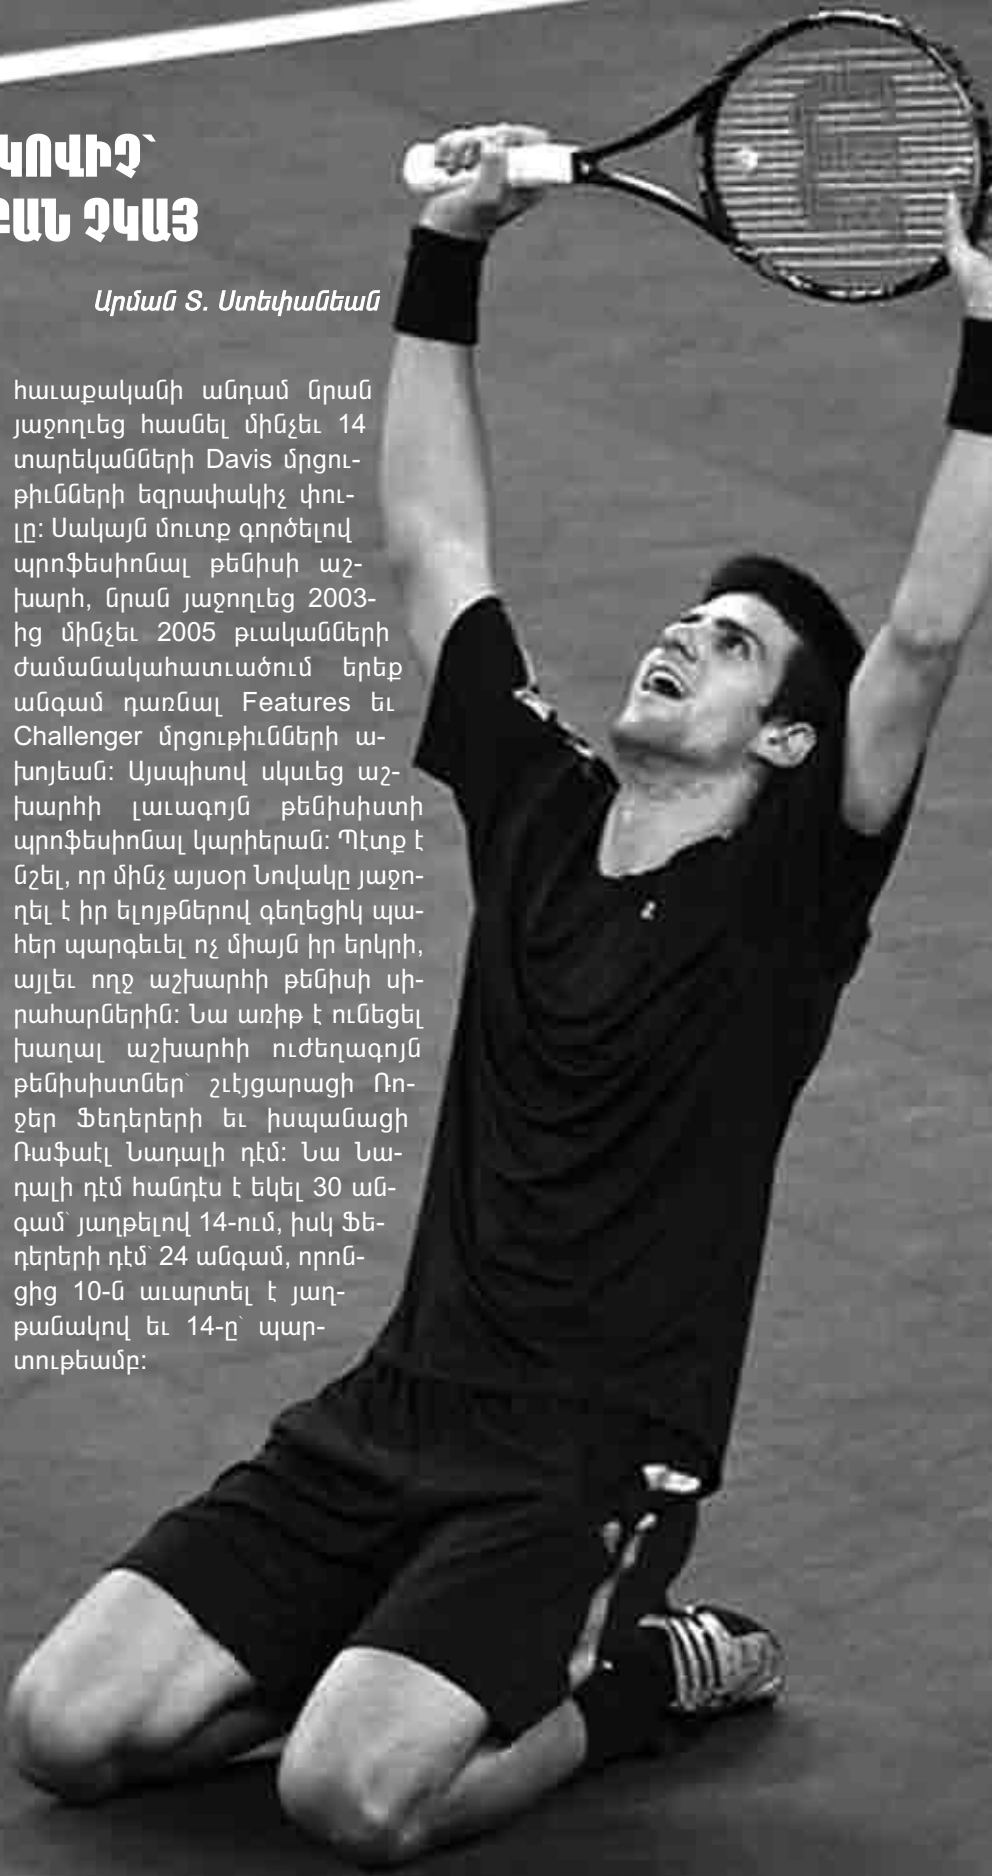 ԿՈՎԻՉ՝
ԲԱՆ ՉԿԱՅ
Արման Տ. Ստեփանեան
հաւաքականի անդամ նրան
յաջողւեց հասնել մինչեւ 14
տարեկանների Davis մրցու-
թիւնների եզրափակիչ փու-
լը: Սակայն մուտք գործելով
պրոֆեսիոնալ թենիսի աշ-
խարհ, նրան յաջողւեց 2003-
ից մինչեւ 2005 թւականների
ժամանակահատւածում երեք
անգամ դառնալ Features եւ
Challenger մրցութիւնների ա-
խոյեան: Այսպիսով սկսւեց աշ-
խարհի լաւագոյն թենիսիստի
պրոֆեսիոնալ կարիերան: Պէտք է
նշել, որ մինչ այսօր Նովակը յաջո-
ղել է իր ելոյթներով գեղեցիկ պա-
հեր պարգեւել ոչ միայն իր երկրի,
այլեւ ողջ աշխարհի թենիսի սի-
րահարներին: Նա առիթ է ունեցել
խաղալ աշխարհի ուժեղագոյն
թենիսիստներ՝ շւէյցարացի Ռո-
ջեր Ֆեդերերի եւ իսպանացի
Ռաֆաէլ Նադալի դէմ: Նա Նա-
դալի դէմ հանդէս է եկել 30 ան-
գամ՝ յաղթելով 14-ում, իսկ Ֆե-
դերերի դէմ՝ 24 անգամ, որոն-
ցից 10-ն աւարտել է յաղ-
թանակով եւ 14-ը՝ պար-
տութեամբ: